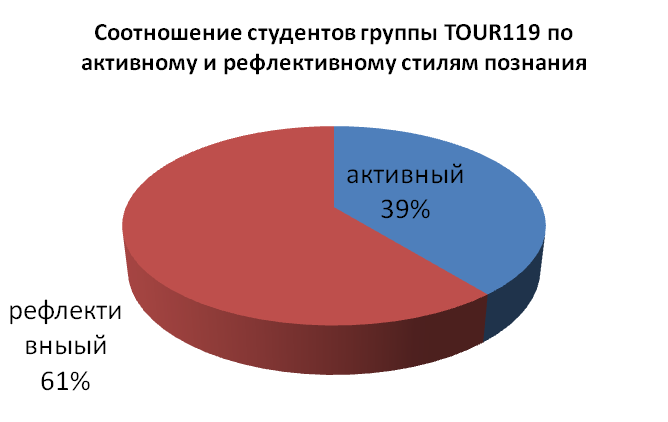 Соотношение студентов группы TOUR119 по
активному и рефлективному стилям познания
активный
39%
рефлекти
вныый
61%